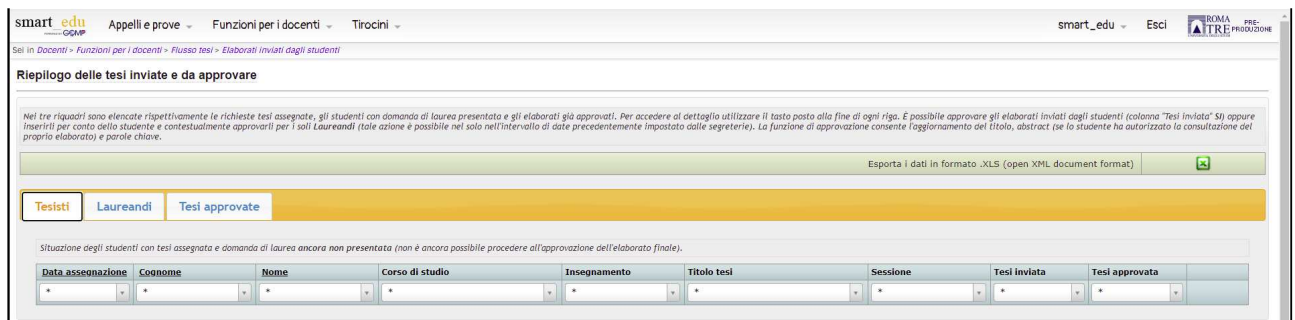 smart_edu GOMP Appelli e prove Funzioni per i docenti Tirocini smart_edu Esci ROMA TRE PRE-PRODUZIONE
Sei in Docenti > Funzioni per i docenti > Flusso tesi > Elaborati inviati dagli studenti
Riepilogo delle tesi inviate e da approvare
Nei tre riquadri sono elencate rispettivamente le richieste tesi assegnate, gli studenti con domanda di laurea presentata e gli elaborati già approvati. Per accedere al dettaglio utilizzare il tasto posto alla fine di ogni riga. È possibile approvare gli elaborati inviati dagli studenti (colonna "Tesi inviata" SI) oppure
inserirli per conto dello studente e contestualmente approvarli per i soli Laureandi (tale azione è possibile nel solo nell'intervallo di date precedentemente impostato dalle segreterie). La funzione di approvazione consente l'aggiornamento del titolo, abstract (se lo studente ha autorizzato la consultazione del
proprio elaborato) e parole chiave.
Esporta i dati in formato .XLS (open XML document format)
Tesisti Laureandi Tesi approvate
Situazione degli studenti con tesi assegnata e domanda di laurea ancora non presentata (non è ancora possibile procedere all'approvazione dell'elaborato finale).
Data assegnazione Cognome Nome Corso di studio Insegnamento Titolo tesi Sessione Tesi inviata Tesi approvata
* * * * * * * * *